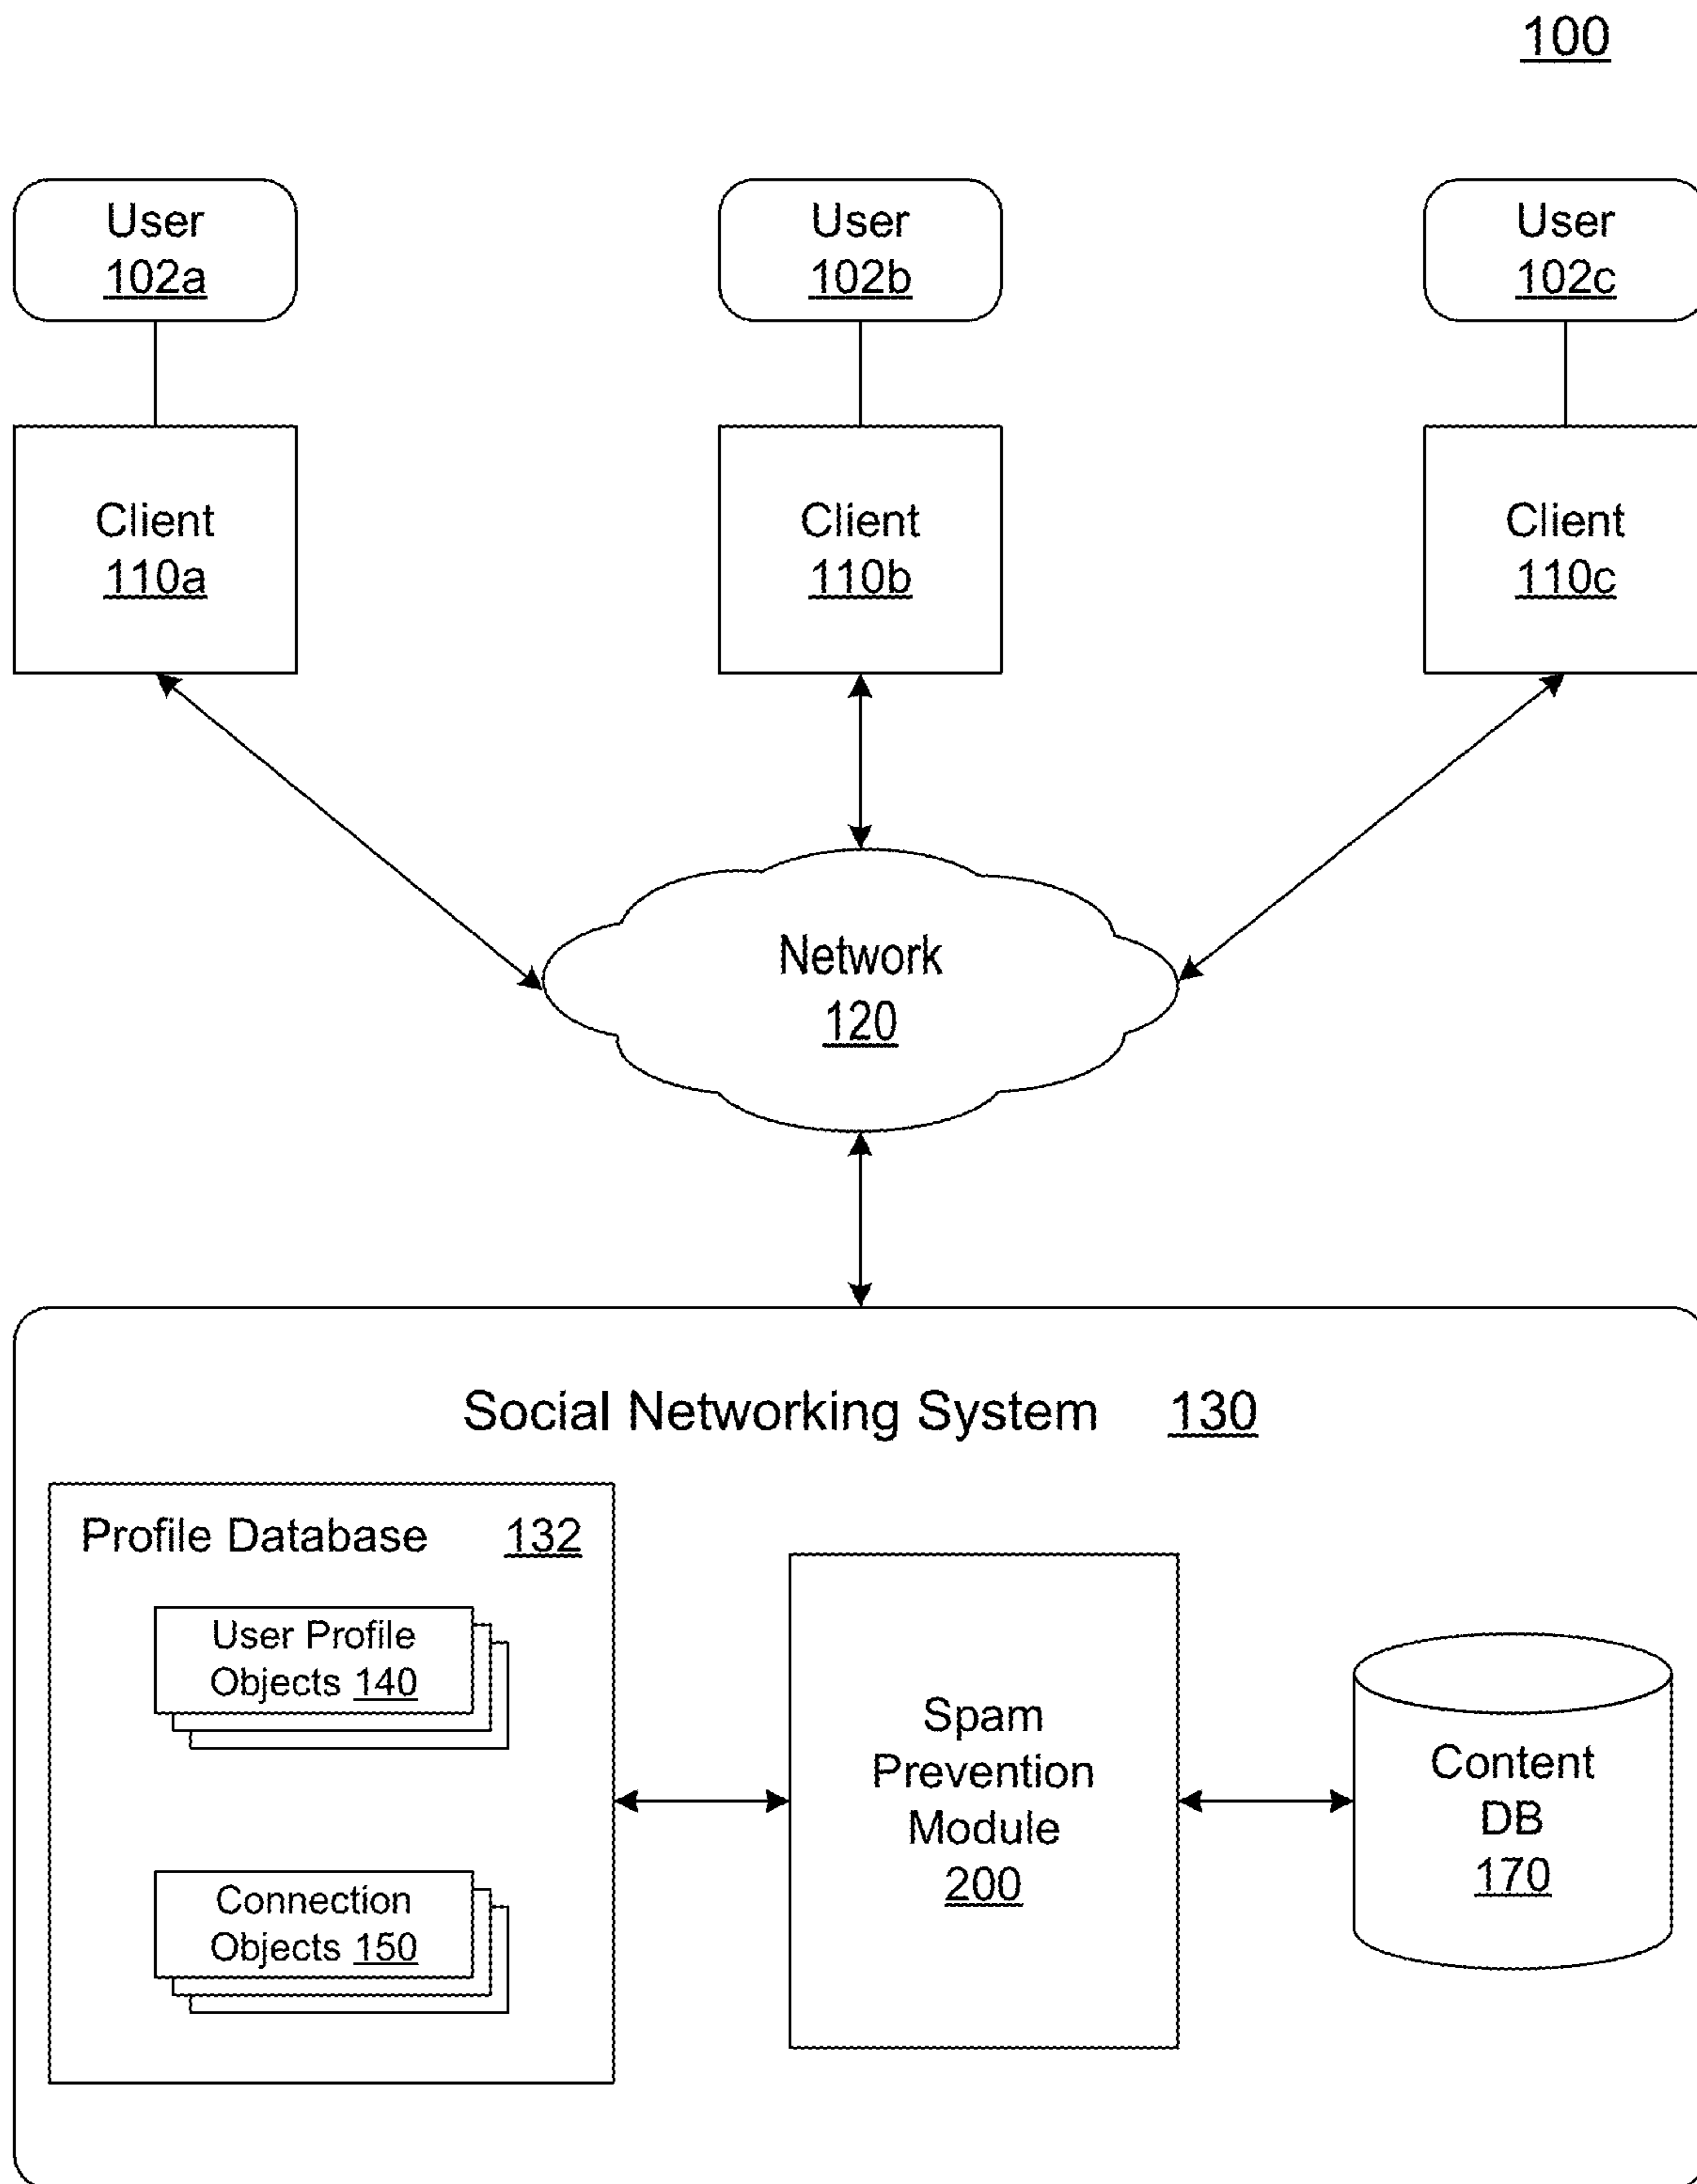 100
User
102a
User
102b
User
102c
Client
110a
Client
110b
Client
110c
Network
120
Social Networking System 130
Profile Database 132
User Profile
Objects 140
Connection
Objects 150
Spam
Prevention
Module
200
Content
DB
170